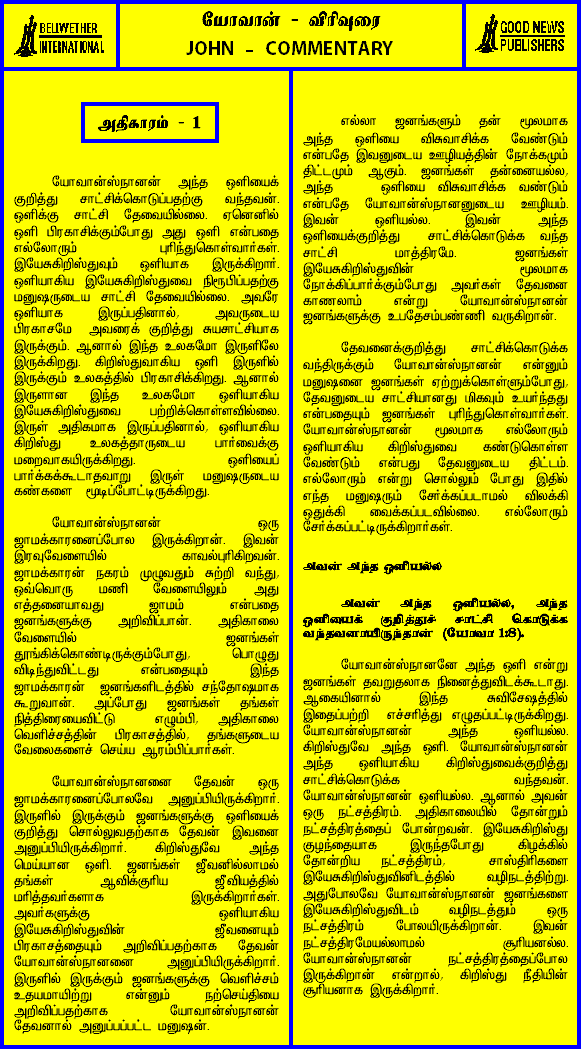 BELWETHER
INTERNATIONAL
யோவான் - விரிவுரை
JOHN - COMMENTARY
GOOD NEWS
PUBLISHERS
அதிகாரம் - 1
யோவான்ஸ்நானன் அந்த ஒளியைக்
குறித்து சாட்சிக்கொடுப்பதற்கு வந்தவன்.
ஒளிக்கு சாட்சி தேவையில்லை. ஏனெனில்
ஒளி பிரகாசிக்கும்போது அது ஒளி என்பதை
எல்லோரும் புரிந்துகொள்வார்கள்.
இயேசுகிறிஸ்துவும் ஒளியாக இருக்கிறார்.
ஒளியாகிய இயேசுகிறிஸ்துவை நிரூபிப்பதற்கு
மனுஷருடைய சாட்சி தேவையில்லை. அவரே
ஒளியாக இருப்பதினால், அவருடைய
பிரகாசமே அவரைக் குறித்து சுயசாட்சியாக
இருக்கும். ஆனால் இந்த உலகமோ இருளிலே
இருக்கிறது. கிறிஸ்துவாகிய ஒளி இருளில்
இருக்கும் உலகத்தில் பிரகாசிக்கிறது. ஆனால்
இருளான இந்த உலகமோ ஒளியாகிய
இயேசுகிறிஸ்துவை பற்றிக்கொள்ளவில்லை.
இருள் அதிகமாக இருப்பதினால், ஒளியாகிய
கிறிஸ்து உலகத்தாருடைய பார்வைக்கு
மறைவாகயிருக்கிறது. ஒளியைப்
பார்க்கக்கூடாதவாறு இருள் மனுஷருடைய
கண்களை மூடிப்போட்டிருக்கிறது.
யோவான்ஸ்நானன் ஒரு
ஜாமக்காரனைப்போல இருக்கிறான். இவன்
இரவுவேளையில் காவல்புரிகிறவன்.
ஜாமக்காரன் நகரம் முழுவதும் சுற்றி வந்து,
ஒவ்வொரு மணி வேளையிலும் அது
எத்தனையாவது ஜாமம் என்பதை
ஜனங்களுக்கு அறிவிப்பான். அதிகாலை
வேளையில் ஜனங்கள்
தூங்கிக்கொண்டிருக்கும்போது, பொழுது
விடிந்துவிட்டது என்பதையும் இந்த
ஜாமக்காரன் ஜனங்களிடத்தில் சந்தோஷமாக
கூறுவான். அப்போது ஜனங்கள் தங்கள்
நித்திரையைவிட்டு எழும்பி, அதிகாலை
வெளிச்சத்தின் பிரகாசத்தில், தங்களுடைய
வேலைகளைச் செய்ய ஆரம்பிப்பார்கள்.
யோவான்ஸ்நானனை தேவன் ஒரு
ஜாமக்காரனைப்போலவே அனுப்பியிருக்கிறார்.
இருளில் இருக்கும் ஜனங்களுக்கு ஒளியைக்
குறித்து சொல்லுவதற்காக தேவன் இவனை
அனுப்பியிருக்கிறார். கிறிஸ்துவே அந்த
மெய்யான ஒளி. ஜனங்கள் ஜீவனில்லாமல்
தங்கள் ஆவிக்குரிய ஜீவியத்தில்
மரித்தவர்களாக இருக்கிறார்கள்.
அவர்களுக்கு ஒளியாகிய
இயேசுகிறிஸ்துவின் ஜீவனையும்
பிரகாசத்தையும் அறிவிப்பதற்காக தேவன்
யோவான்ஸ்நானனை அனுப்பியிருக்கிறார்.
இருளில் இருக்கும் ஜனங்களுக்கு வெளிச்சம்
உதயமாயிற்று என்னும் நற்செய்தியை
அறிவிப்பதற்காக யோவான்ஸ்நானன்
தேவனால் அனுப்பப்பட்ட மனுஷன்.
எல்லா ஜனங்களும் தன் மூலமாக
அந்த ஒளியை விசுவாசிக்க வேண்டும்
என்பதே இவனுடைய ஊழியத்தின் நோக்கமும்
திட்டமும் ஆகும். ஜனங்கள் தன்னையல்ல,
அந்த ஒளியை விசுவாசிக்க வண்டும்
என்பதே யோவான்ஸ்நானனுடைய ஊழியம்.
இவன் ஒளியல்ல. இவன் அந்த
ஒளியைக்குறித்து சாட்சிக்கொடுக்க வந்த
சாட்சி மாத்திரமே. ஜனங்கள்
இயேசுகிறிஸ்துவின் மூலமாக
நோக்கிப்பார்க்கும்போது அவர்கள் தேவனை
காணலாம் என்று யோவான்ஸ்நானன்
ஜனங்களுக்கு உபதேசம்பண்ணி வருகிறான்.
தேவனைக்குறித்து சாட்சிக்கொடுக்க
வந்திருக்கும் யோவான்ஸ்நானன் என்னும்
மனுஷனை ஜனங்கள் ஏற்றுக்கொள்ளும்போது,
தேவனுடைய சாட்சியானது மிகவும் உயர்ந்தது
என்பதையும் ஜனங்கள் புரிந்துகொள்வார்கள்.
யோவான்ஸ்நானன் மூலமாக எல்லோரும்
ஒளியாகிய கிறிஸ்துவை கண்டுகொள்ள
வேண்டும் என்பது தேவனுடைய திட்டம்.
எல்லோரும் என்று சொல்லும் போது இதில்
எந்த மனுஷரும் சேர்க்கப்படாமல் விலக்கி
ஒதுக்கி வைக்கப்படவில்லை. எல்லோரும்
சேர்க்கப்பட்டிருக்கிறார்கள்.
அவன் அந்த ஒளியல்ல
அவன் அந்த ஒளியல்ல, அந்த
ஒளியைக் குறித்துச் சாட்சி கொடுக்க
வந்தவனாயிருந்தான் (யோவா 1:8).
யோவான்ஸ்நானனே அந்த ஒளி என்று
ஜனங்கள் தவறுதலாக நினைத்துவிடக்கூடாது.
ஆகையினால் இந்த சுவிசேஷத்தில்
இதைப்பற்றி எச்சரித்து எழுதப்பட்டிருக்கிறது.
யோவான்ஸ்நானன் அந்த ஒளியல்ல.
கிறிஸ்துவே அந்த ஒளி. யோவான்ஸ்நானன்
அந்த ஒளியாகிய கிறிஸ்துவைக்குறித்து
சாட்சிக்கொடுக்க வந்தவன்.
யோவான்ஸ்நானன் ஒளியல்ல. ஆனால் அவன்
ஒரு நட்சத்திரம். அதிகாலையில் தோன்றும்
நட்சத்திரத்தைப் போன்றவன். இயேசுகிறிஸ்து
குழந்தையாக இருந்தபோது கிழக்கில்
தோன்றிய நட்சத்திரம், சாஸ்திரிகளை
இயேசுகிறிஸ்துவினிடத்தில் வழிநடத்திற்று.
அதுபோலவே யோவான்ஸ்நானன் ஜனங்களை
இயேசுகிறிஸ்துவிடம் வழிநடத்தும் ஒரு
நட்சத்திரம் போலயிருக்கிறான். இவன்
நட்சத்திரமேயல்லாமல் சூரியனல்ல.
யோவான்ஸ்நானன் நட்சத்திரத்தைப்போல
இருக்கிறான் என்றால், கிறிஸ்து நீதியின்
சூரியனாக இருக்கிறார்.